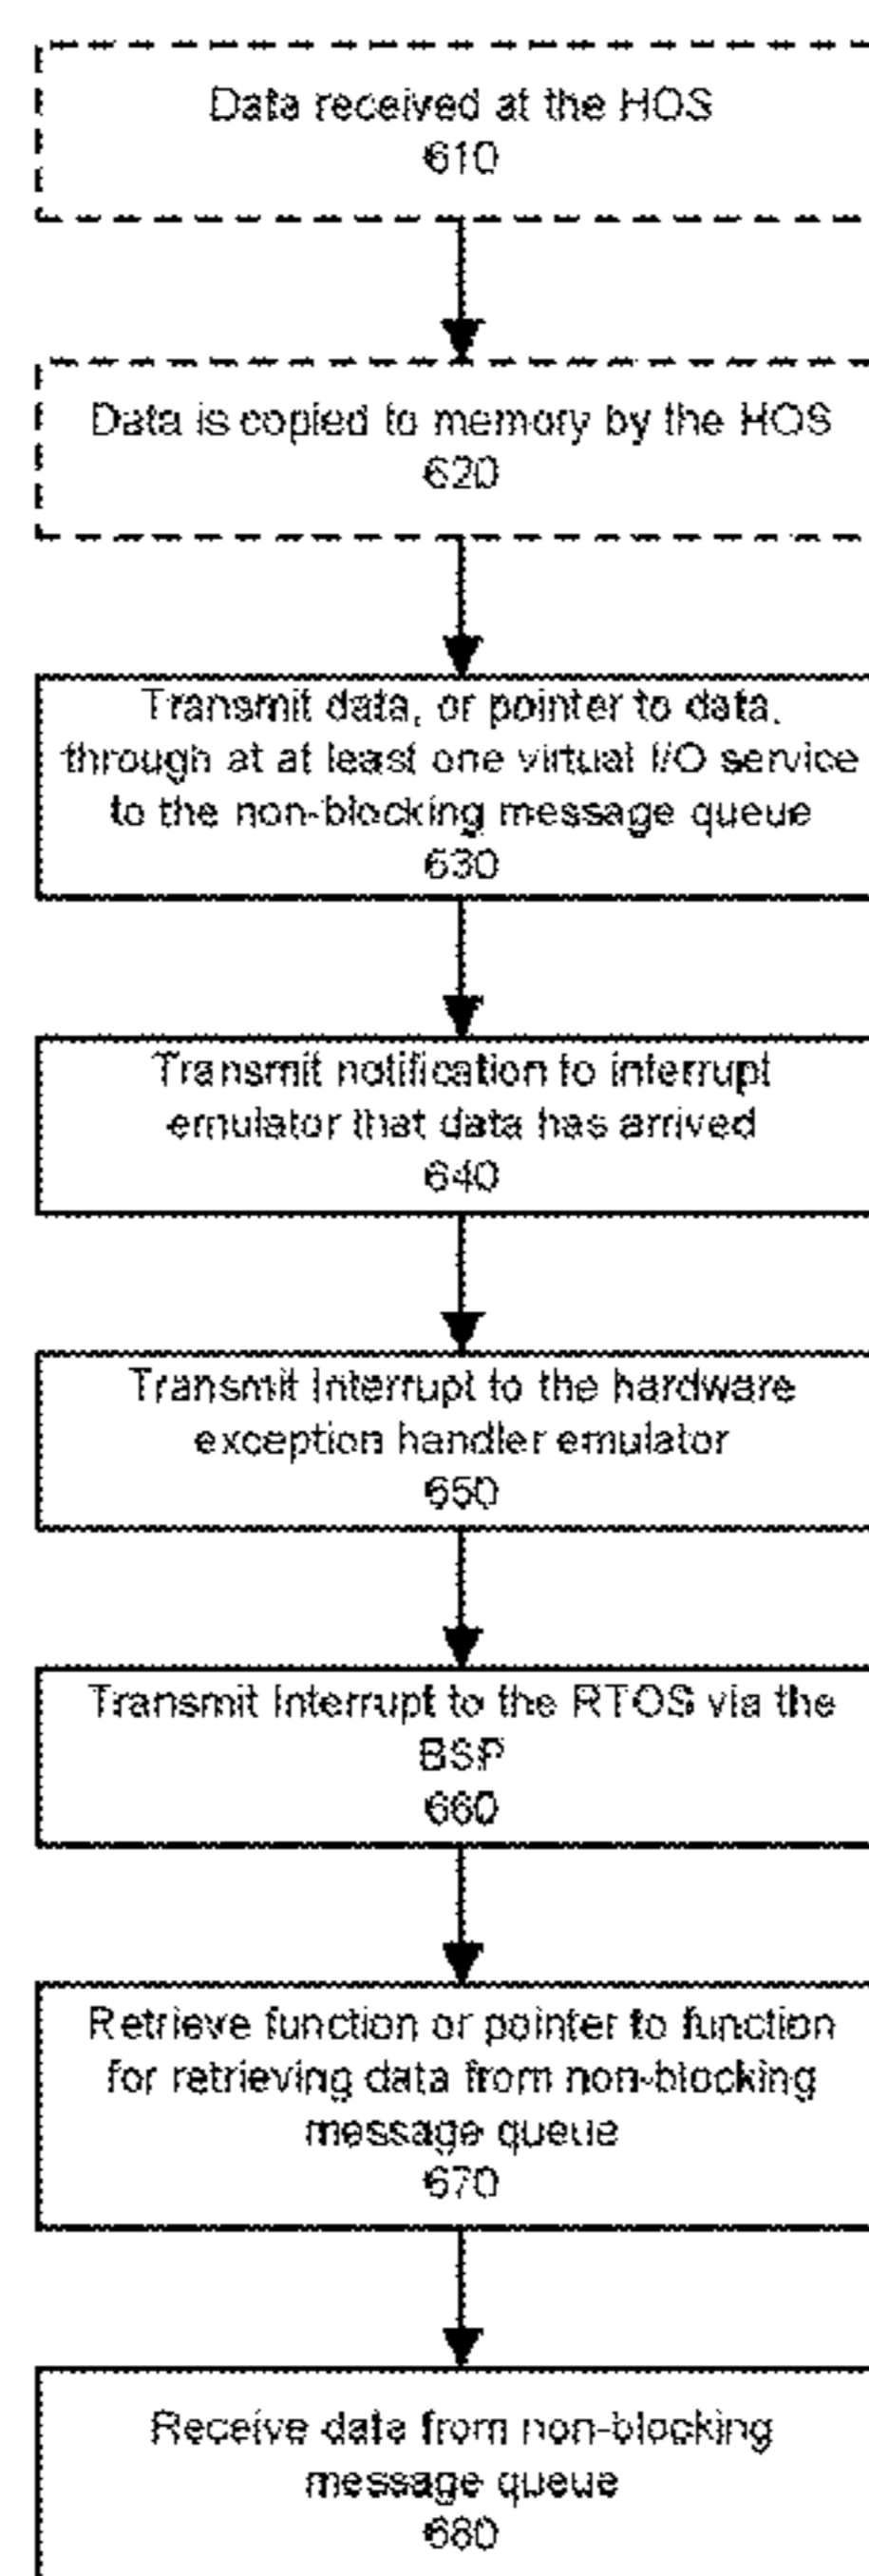 Data received at the HOS
610
Data is copied to memory by the HOS
620
Transmit data, or pointer to data,
through at at least one virtual I/O service
to the non-blocking message queue
630
Transmit notification to interrupt
emulator that data has arrived
640
Transmit Interrupt to the hardware
exception handler emulator
650
Transmit Interrupt to the RTOS via the
BSP
660
Retrieve function or pointer to function
for retrieving data from non-blocking
message queue
670
Receive data from non-blocking
message queue
680